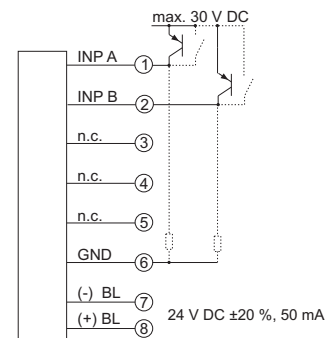 max. 30 V DC
INP A 1
INP B 2
n.c. 3
n.c. 4
n.c. 5
GND 6
(-) BL 7
24 V DC ±20 %, 50 mA
(+) BL 8